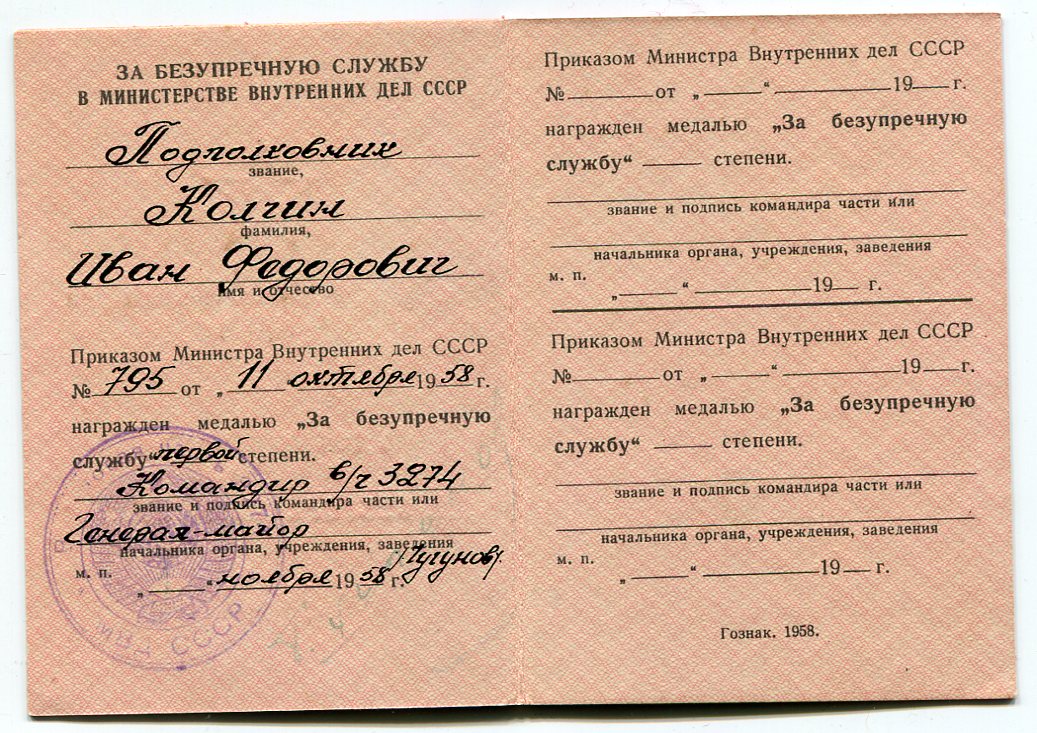 ЗА БЕЗУПРЕЧНУЮ СЛУЖБУ
В МИНИСТЕРСТВЕ ВНУТРЕННИХ ДЕЛ СССР
Подполковник
звание,
Колчин
фамилия,
Иван Федорович
имя и отчество
Приказом Министра Внутренних дел СССР
№ 795 от „ 11 октября 1958 г.
награжден медалью „За безупречную
службу“ первой степени.
Командир в/ч 3274
звание и подпись командира части или
Генерал-майор
начальника органа, учреждения, заведения
/Чугунов/.
м. п.
„ “ ноября 1958 г.
МВД СССР
Приказом Министра Внутренних дел СССР
№ от „ “ 19 г.
награжден медалью „За безупречную
службу“ степени.
звание и подпись командира части или
начальника органа, учреждения, заведения
м. п.
„ “ 19 г.
Приказом Министра Внутренних дел СССР
№ от „ “ 19 г.
награжден медалью „За безупречную
службу“ степени.
звание и подпись командира части или
начальника органа, учреждения, заведения
м. п.
„ “ 19 г.
Гознак. 1958.